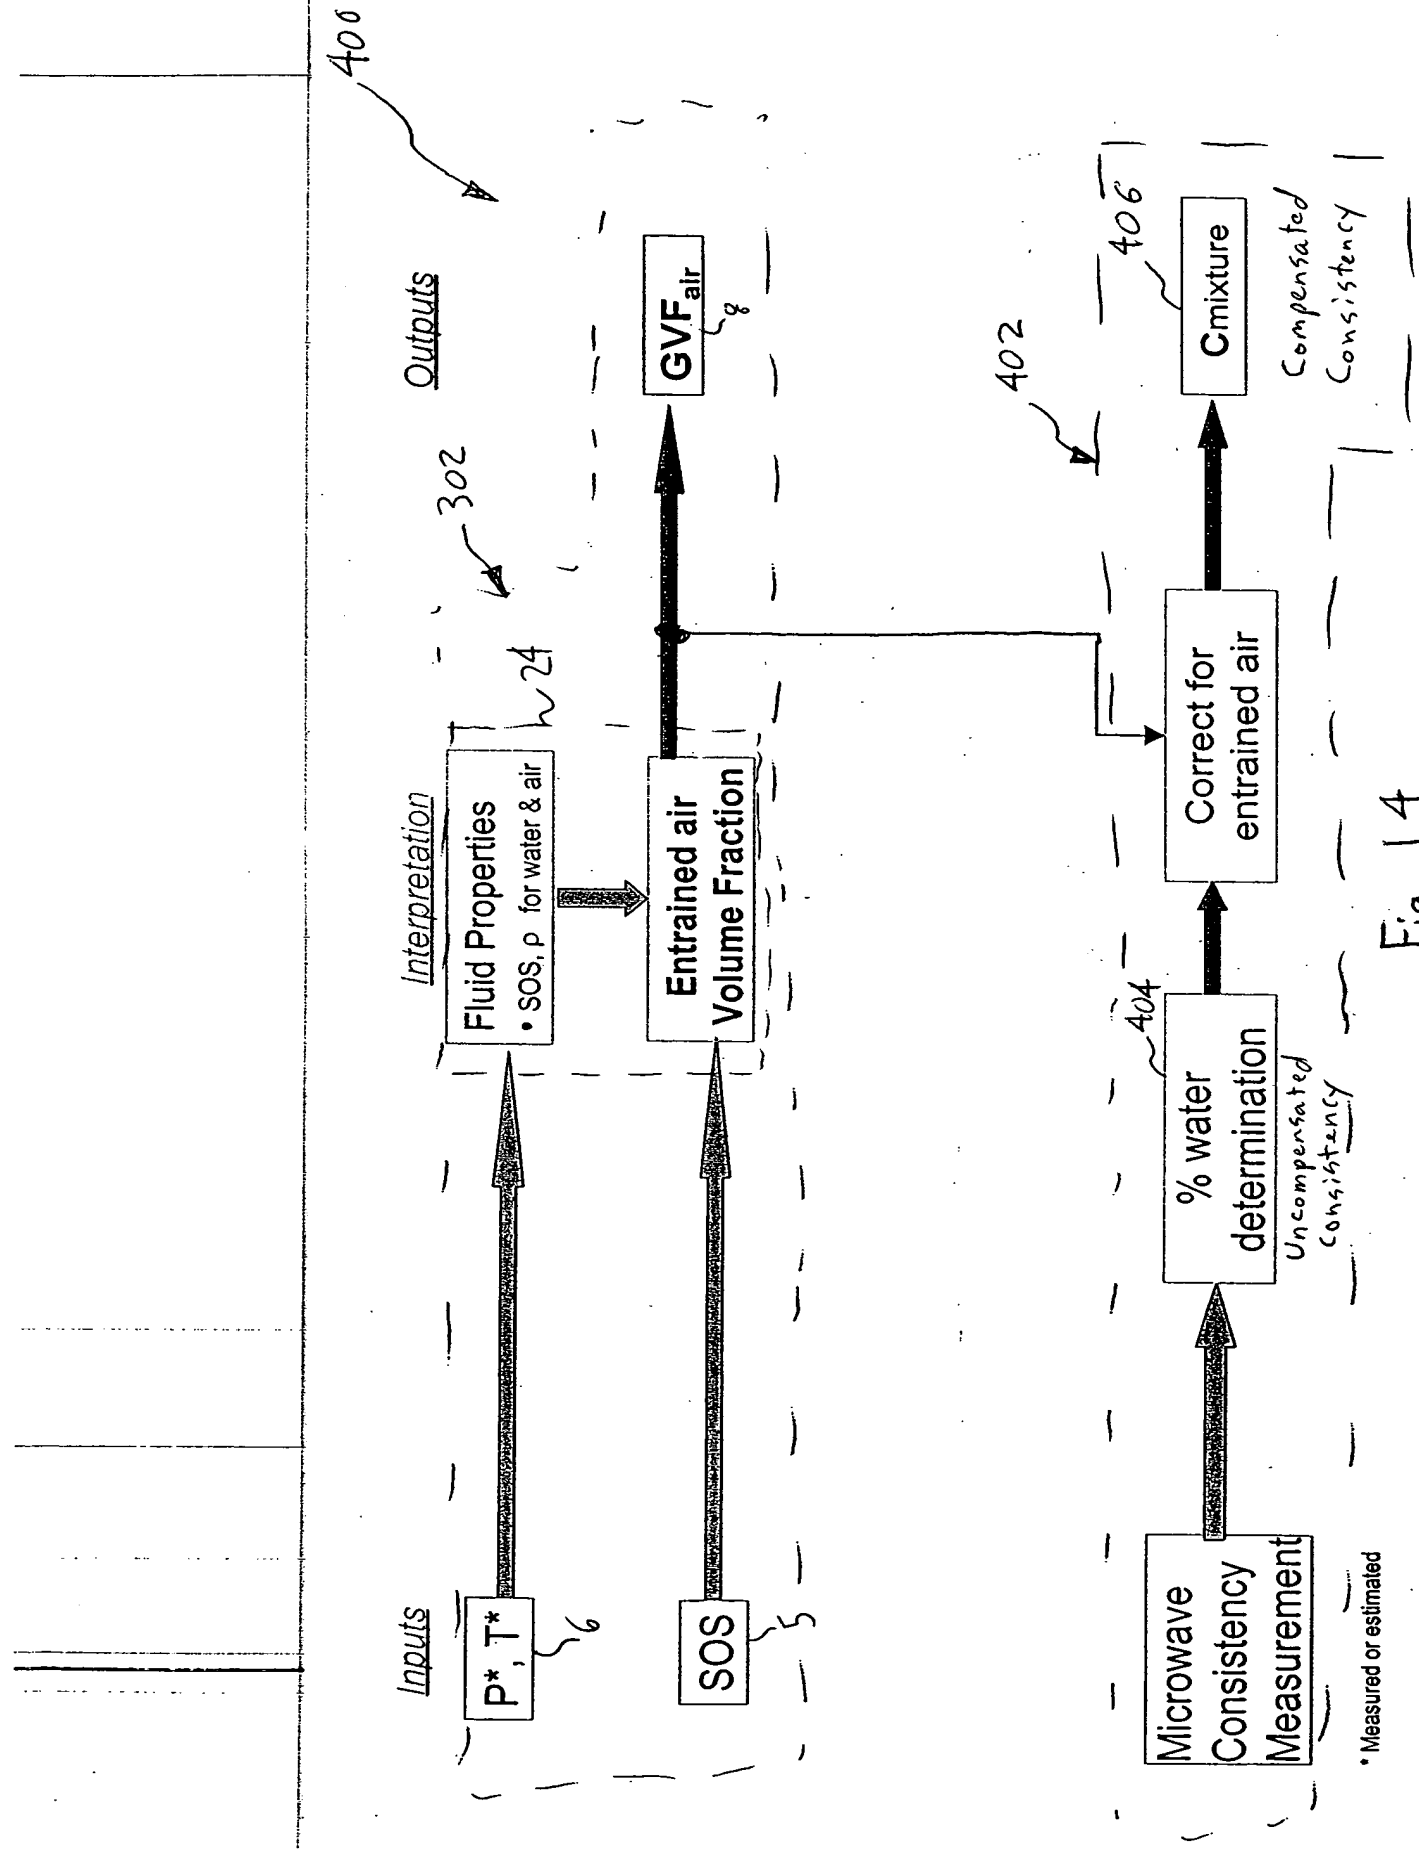 400
Inputs
Interpretation
Outputs
302
P*, T*
6
Fluid Properties
• SOS, ρ for water & air
24
SOS
5
Entrained air
Volume Fraction
GVFair
8
402
Microwave
Consistency
Measurement
% water
determination
404
Uncompensated
Consistency
Correct for
entrained air
Cmixture
406
Compensated
Consistency
* Measured or estimated
Fig. 14